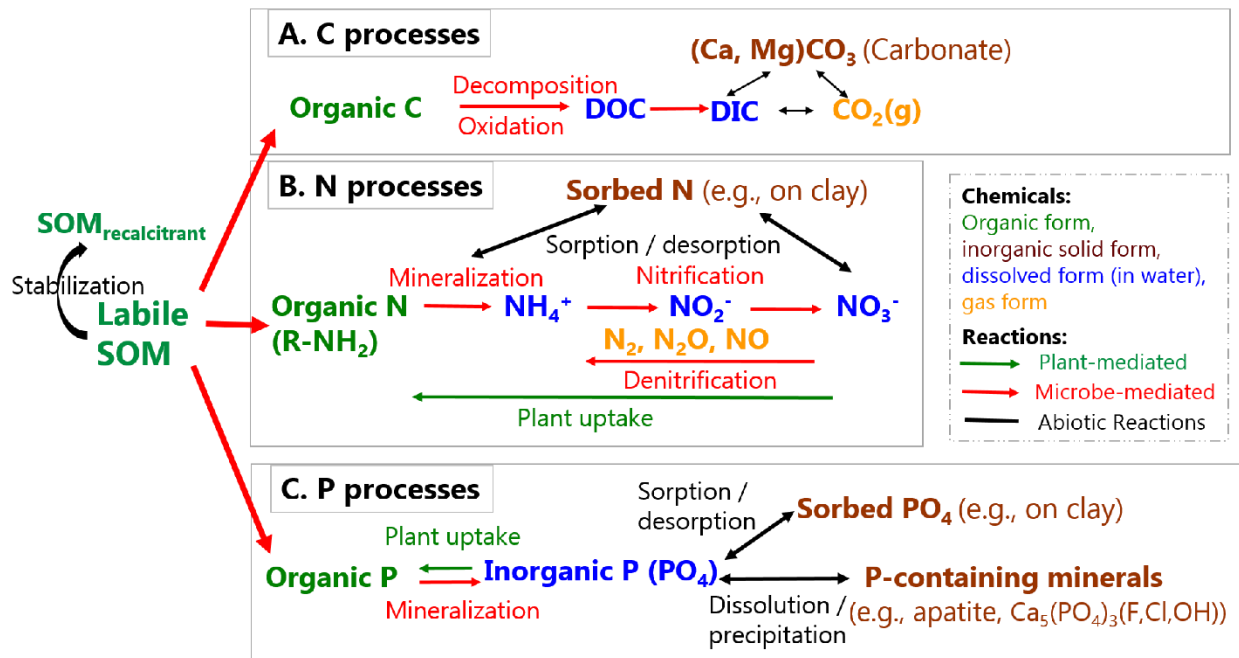 A. C processes
(Ca, Mg)CO₃ (Carbonate)
Decomposition
Organic C
DOC
DIC
CO₂(g)
Oxidation
B. N processes
Sorbed N (e.g., on clay)
SOMrecalcitrant
Stabilization
Labile
SOM
Sorption / desorption
Mineralization
Nitrification
Organic N
(R-NH₂)
NH₄⁺
NO₂⁻
NO₃⁻
N₂, N₂O, NO
Denitrification
Plant uptake
Chemicals:
Organic form,
inorganic solid form,
dissolved form (in water),
gas form
Reactions:
Plant-mediated
Microbe-mediated
Abiotic Reactions
C. P processes
Sorption /
desorption
Sorbed PO₄ (e.g., on clay)
Plant uptake
Organic P
Inorganic P (PO₄)
Mineralization
P-containing minerals
Dissolution /
precipitation
(e.g., apatite, Ca₅(PO₄)₃(F,Cl,OH))